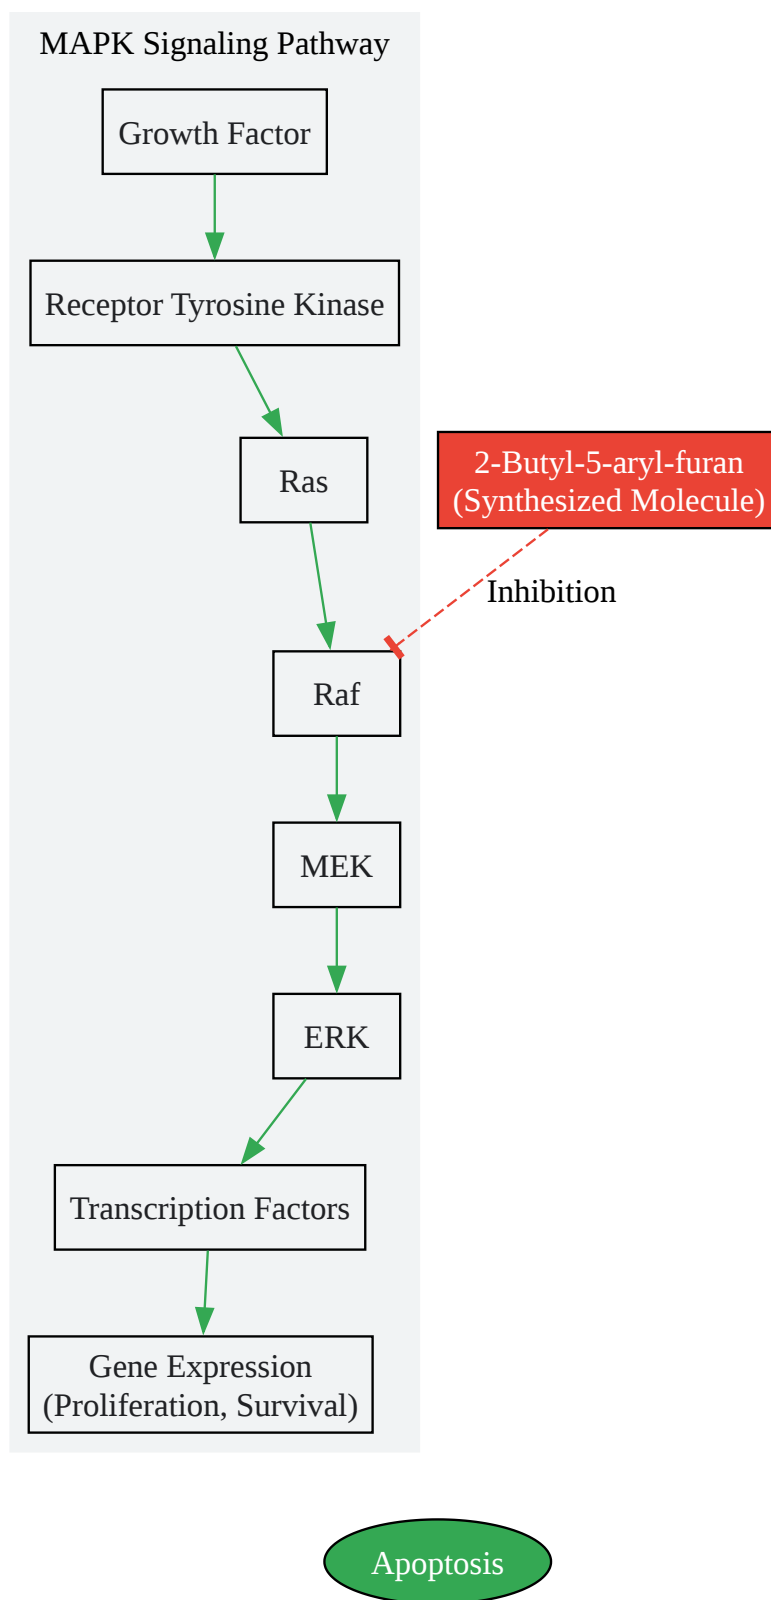 MAPK Signaling Pathway
Growth Factor
Receptor Tyrosine Kinase
Ras
2-Butyl-5-aryl-furan
(Synthesized Molecule)
Inhibition
Raf
MEK
ERK
Transcription Factors
Gene Expression
(Proliferation, Survival)
Apoptosis